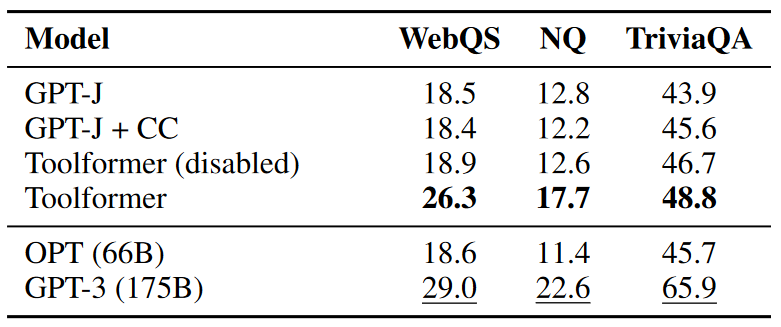 Model WebQS NQ TriviaQA
GPT-J 18.5 12.8 43.9
GPT-J + CC 18.4 12.2 45.6
Toolformer (disabled) 18.9 12.6 46.7
Toolformer 26.3 17.7 48.8
OPT (66B) 18.6 11.4 45.7
GPT-3 (175B) 29.0 22.6 65.9